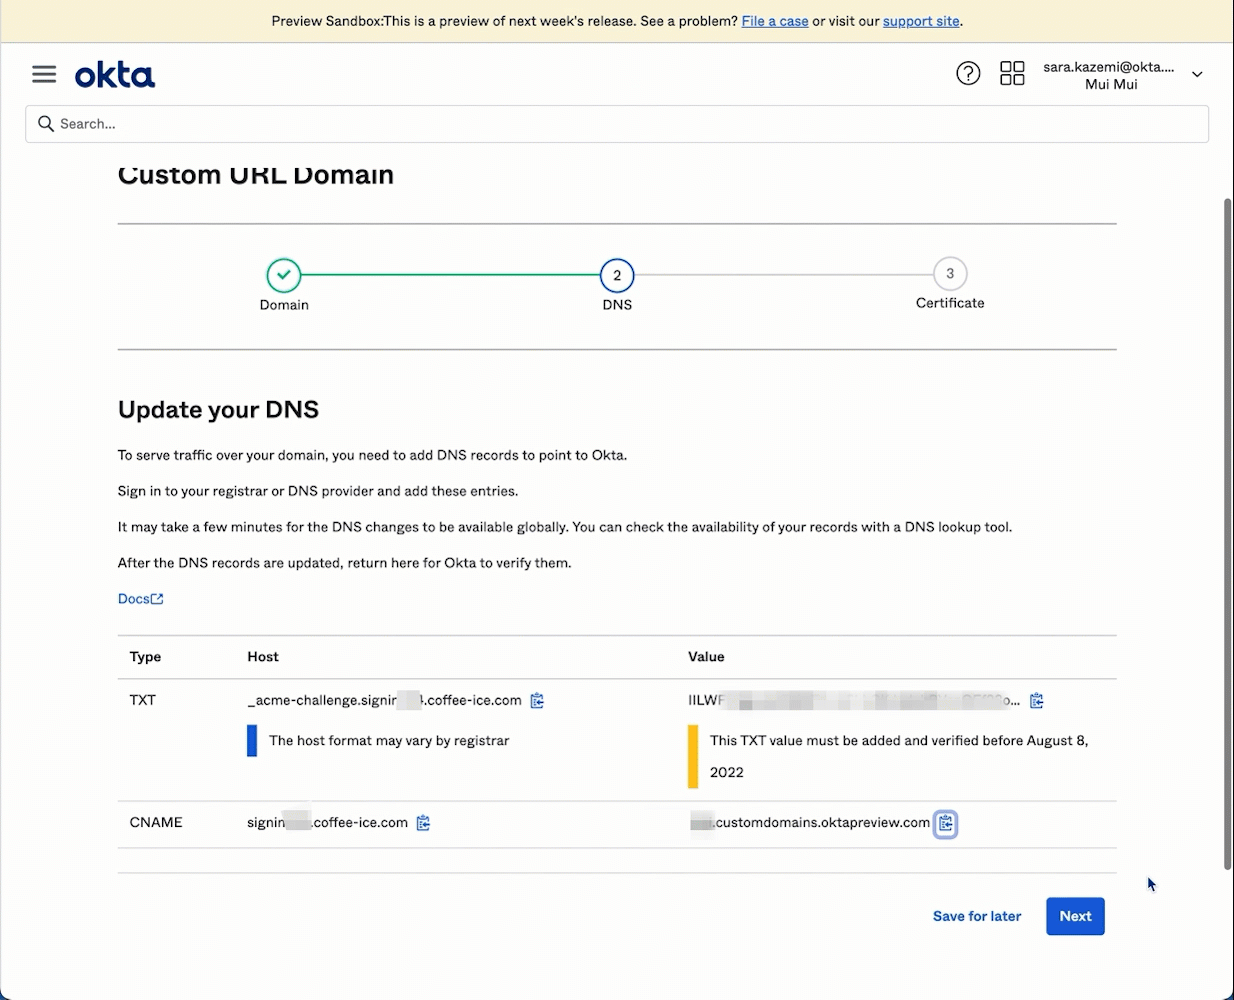 Preview Sandbox:This is a preview of next week's release. See a problem? File a case or visit our support site.
okta
sara.kazemi@okta....
Mui Mui
Search...
Custom URL Domain
2
3
Domain
DNS
Certificate
Update your DNS
To serve traffic over your domain, you need to add DNS records to point to Okta.
Sign in to your registrar or DNS provider and add these entries.
It may take a few minutes for the DNS changes to be available globally. You can check the availability of your records with a DNS lookup tool.
After the DNS records are updated, return here for Okta to verify them.
Docs
Type Host Value
TXT _acme-challenge.signin .coffee-ice.com IILWF ...
The host format may vary by registrar
This TXT value must be added and verified before August 8,
2022
CNAME signin .coffee-ice.com .customdomains.oktapreview.com
Save for later Next